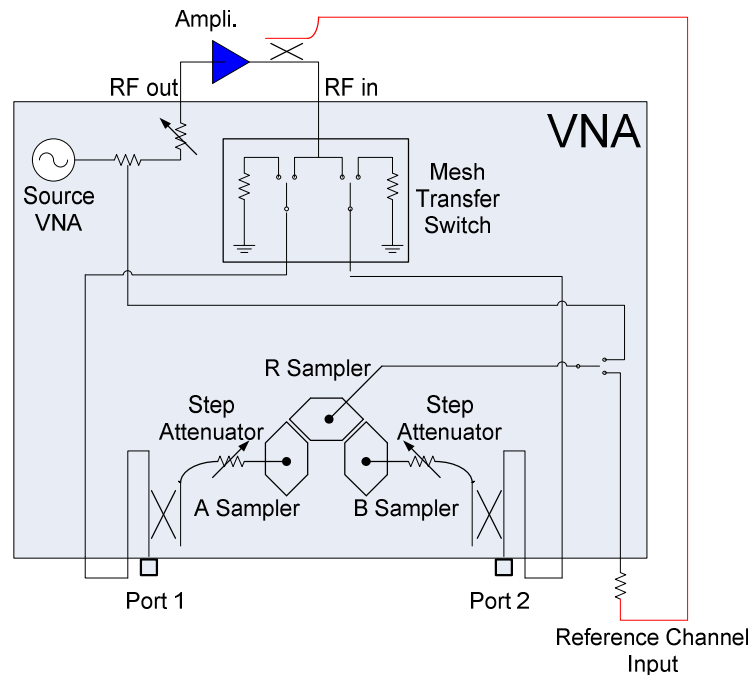 Ampli.
RF out
RF in
VNA
Source
VNA
Mesh
Transfer
Switch
R Sampler
Step
Attenuator
Step
Attenuator
A Sampler
B Sampler
Port 1
Port 2
Reference Channel
Input